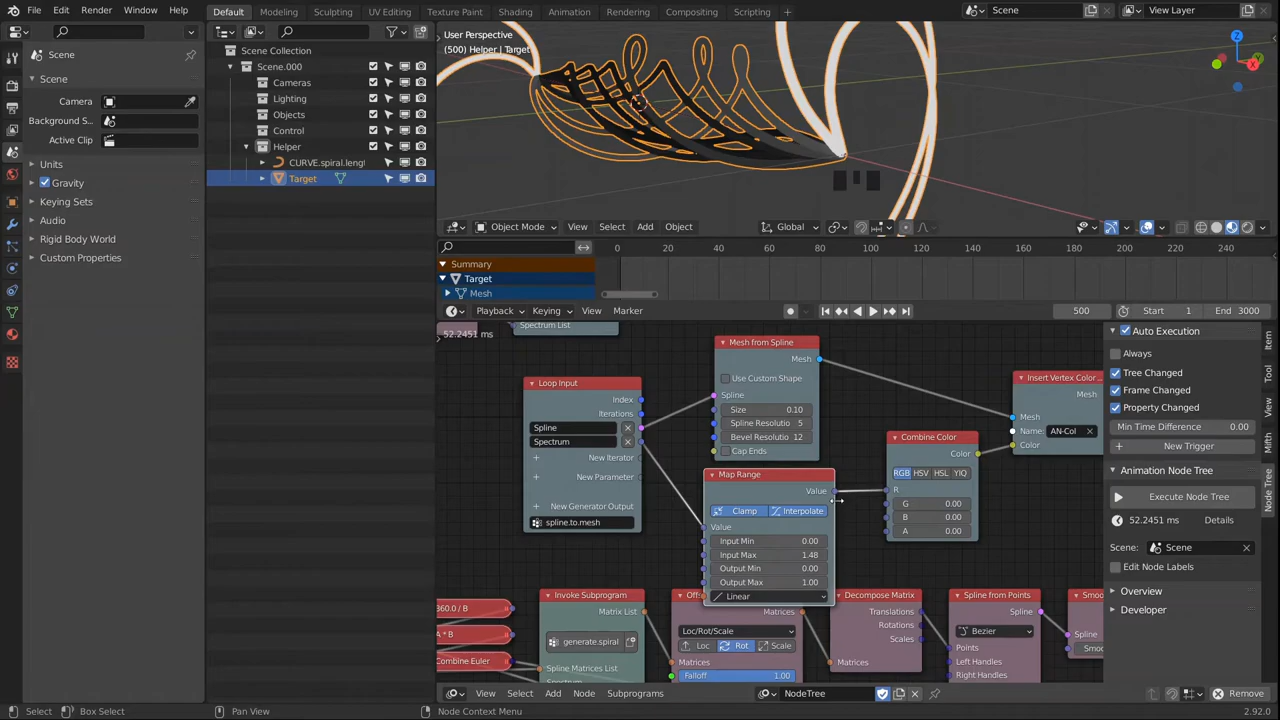 File Edit Render Window Help
Default Modeling Sculpting UV Editing Texture Paint Shading Animation Rendering Compositing Scripting +
Scene
View Layer
Scene
Scene
Camera
Background S...
Active Clip
Units
Gravity
Keying Sets
Audio
Rigid Body World
Custom Properties
Scene Collection
Scene.000
Cameras
Lighting
Objects
Control
Helper
CURVE.spiral.lengt
Target
User Perspective
(500) Helper | Target
Z
X
Object Mode View Select Add Object Global
0 20 40 60 80 100 120 140 160 180 200 220 240
Summary
Target
Mesh
Playback Keying View Marker 500 Start 1 End 3000
52.2451 ms
Spectrum List
Loop Input
Index
Iterations
Spline
Spectrum
New Iterator
New Parameter
New Generator Output
spline.to.mesh
Mesh from Spline
Mesh
Use Custom Shape
Spline
Size 0.10
Spline Resolutio 5
Bevel Resolutio 12
Cap Ends
Map Range
Value
Clamp Interpolate
Value
Input Min 0.00
Input Max 1.48
Output Min 0.00
Output Max 1.00
Linear
Combine Color
Color
RGB HSV HSL YIQ
R
G 0.00
B 0.00
A 0.00
Insert Vertex Color ...
Mesh
Mesh
Name: AN-Col
Color
360.0 / B
A * B
Combine Euler
Invoke Subprogram
Matrix List
generate.spiral
Spline Matrices List
Spectrum
Matrices
Loc/Rot/Scale
Loc Rot Scale
Matrices
Falloff 1.00
Decompose Matrix
Translations
Rotations
Scales
Matrices
Spline from Points
Spline
Bezier
Points
Left Handles
Right Handles
Spline
Auto Execution
Always
Tree Changed
Frame Changed
Property Changed
Min Time Difference 0.00
New Trigger
Animation Node Tree
Execute Node Tree
52.2451 ms Details
Scene: Scene
Edit Node Labels
Overview
Developer
Item
Tool
View
Mith
Node Tree
View Select Add Node Subprograms NodeTree Remove
Select Box Select Pan View Node Context Menu 2.92.0